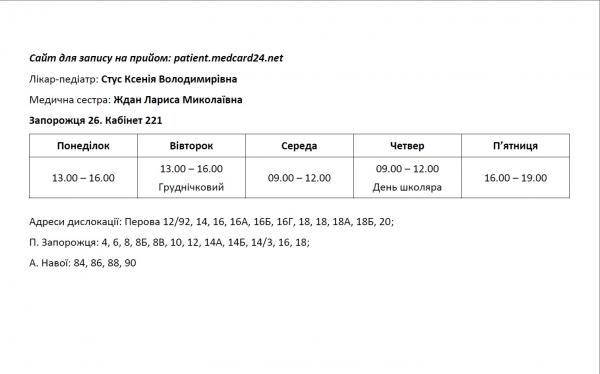 Сайт для запису на прийом: patient.medcard24.net
Лікар-педіатр: Стус Ксенія Володимирівна
Медична сестра: Ждан Лариса Миколаївна
Запорожця 26. Кабінет 221
Понеділок Вівторок Середа Четвер П’ятниця
13.00 – 16.00 13.00 – 16.00 09.00 – 12.00 09.00 – 12.00 16.00 – 19.00
Груднічковий День школяра
Адреси дислокації: Перова 12/92, 14, 16, 16А, 16Б, 16Г, 18, 18, 18А, 18Б, 20;
П. Запорожця: 4, 6, 8, 8Б, 8В, 10, 12, 14А, 14Б, 14/3, 16, 18;
А. Навої: 84, 86, 88, 90